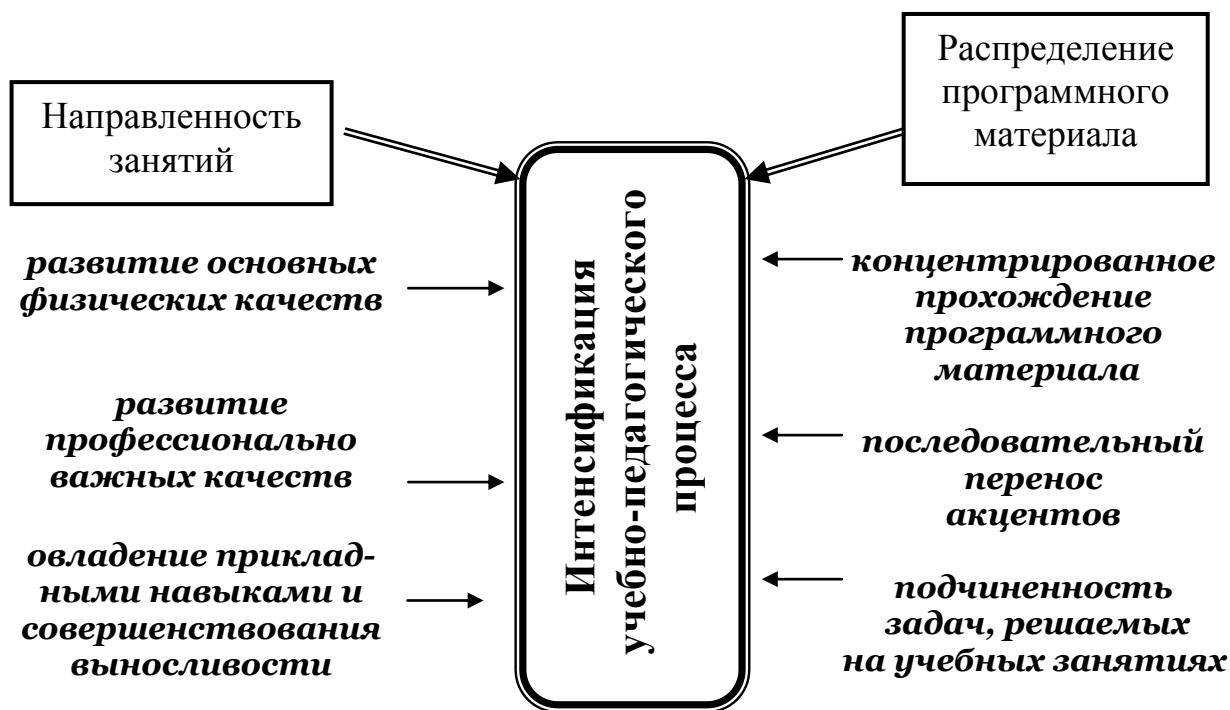 Направленность
занятий
развитие основных
физических качеств
развитие
профессионально
важных качеств
овладение приклад-
ными навыками и
совершенствования
выносливости
Интенсификация
учебно-педагогического
процесса
Распределение
программного
материала
концентрированное
прохождение
программного
материала
последовательный
перенос
акцентов
подчиненность
задач, решаемых
на учебных занятиях